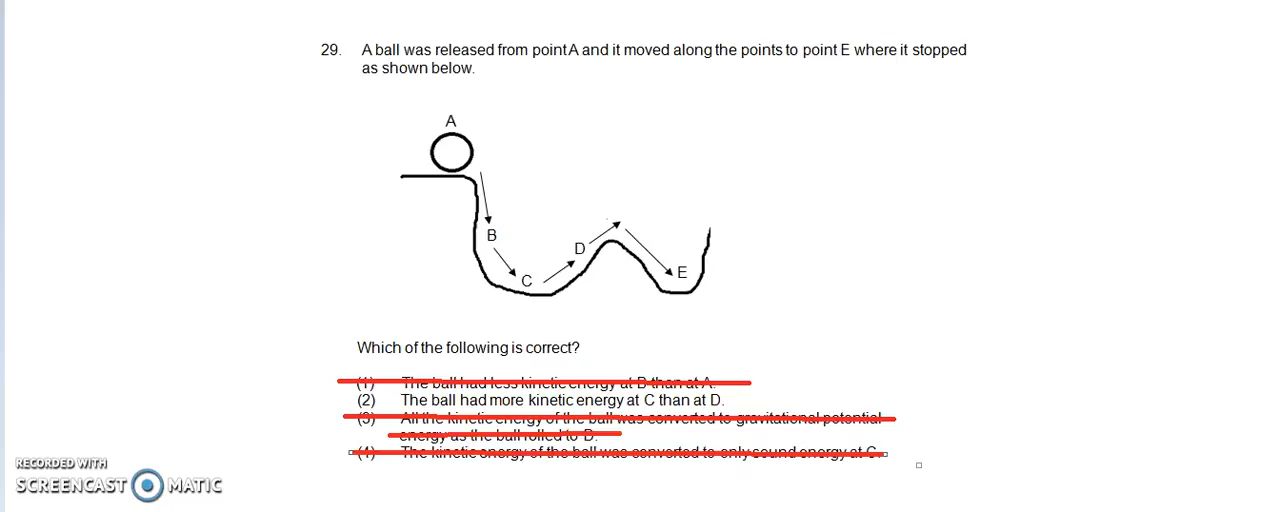 29. A ball was released from point A and it moved along the points to point E where it stopped
as shown below.
A
B
D
C
E
Which of the following is correct?
(1) The ball had less kinetic energy at B than at A.
(2) The ball had more kinetic energy at C than at D.
(3) All the kinetic energy of the ball was converted to gravitational potential
energy as the ball rolled to D.
(4) The kinetic energy of the ball was converted to only sound energy at C.
RECORDED WITH
SCREENCAST MATIC